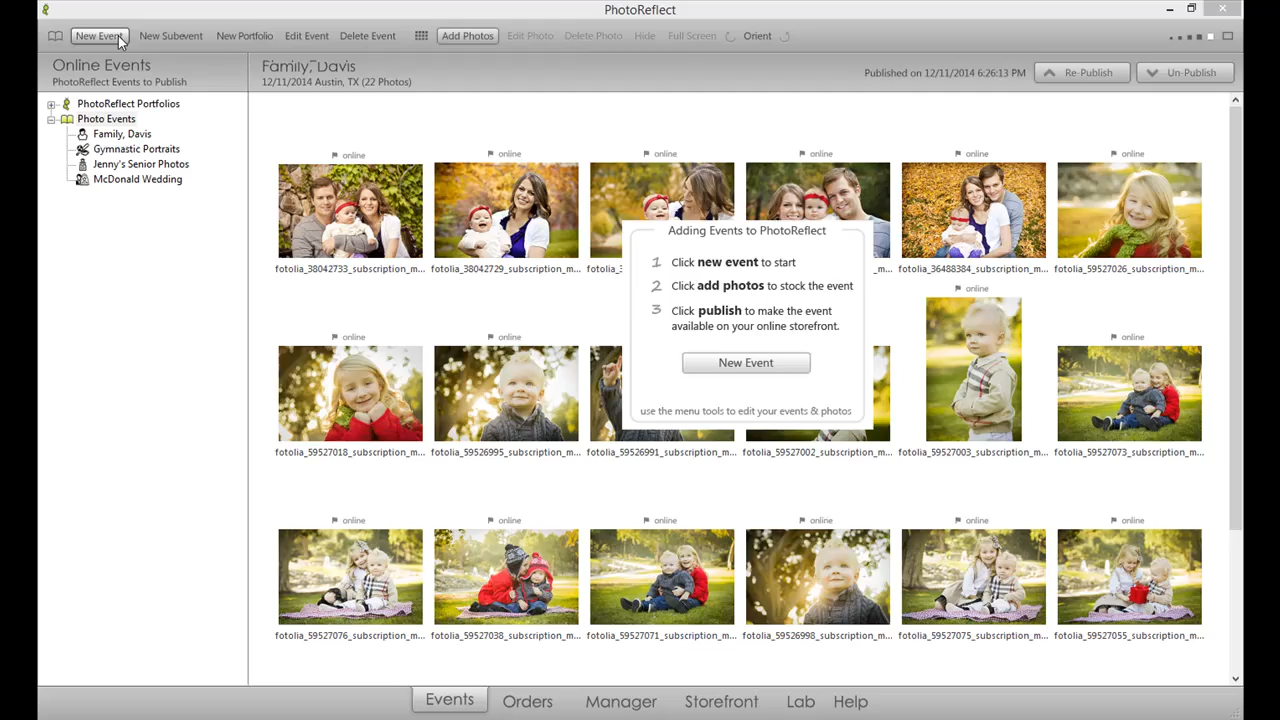 PhotoReflect
New Event New Subevent New Portfolio Edit Event Delete Event Add Photos Edit Photo Delete Photo Hide Full Screen Orient
Online Events
PhotoReflect Events to Publish
Family, Davis
12/11/2014 Austin, TX (22 Photos)
Published on 12/11/2014 6:26:13 PM
Re-Publish
Un-Publish
PhotoReflect Portfolios
Photo Events
Family, Davis
Gymnastic Portraits
Jenny's Senior Photos
McDonald Wedding
online online online online online online
fotolia_38042733_subscription_m... fotolia_38042729_subscription_m... fotolia_36488384_subscription_m... fotolia_59527026_subscription_m...
Adding Events to PhotoReflect
1 Click new event to start
2 Click add photos to stock the event
3 Click publish to make the event
available on your online storefront.
New Event
use the menu tools to edit your events & photos
online online online online
fotolia_59527018_subscription_m... fotolia_59526995_subscription_m... fotolia_59526991_subscription_m... fotolia_59527002_subscription_m... fotolia_59527003_subscription_m... fotolia_59527073_subscription_m...
online online online online online online
fotolia_59527076_subscription_m... fotolia_59527038_subscription_m... fotolia_59527071_subscription_m... fotolia_59526998_subscription_m... fotolia_59527075_subscription_m... fotolia_59527055_subscription_m...
Events Orders Manager Storefront Lab Help